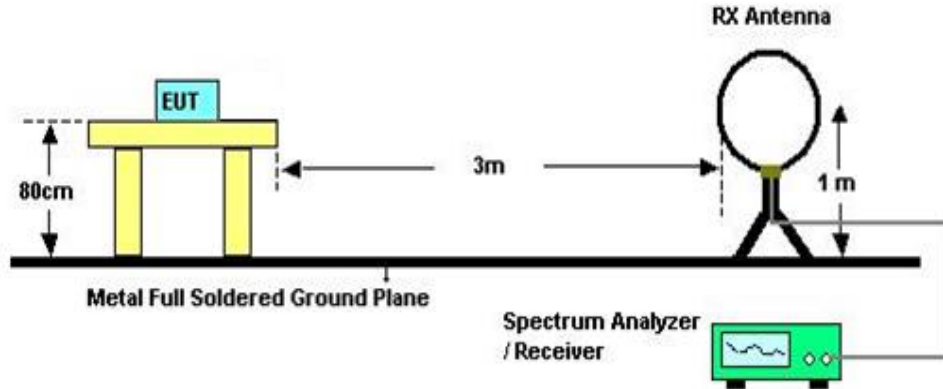 RX Antenna
EUT
3m
80cm
1 m
Metal Full Soldered Ground Plane
Spectrum Analyzer
/ Receiver